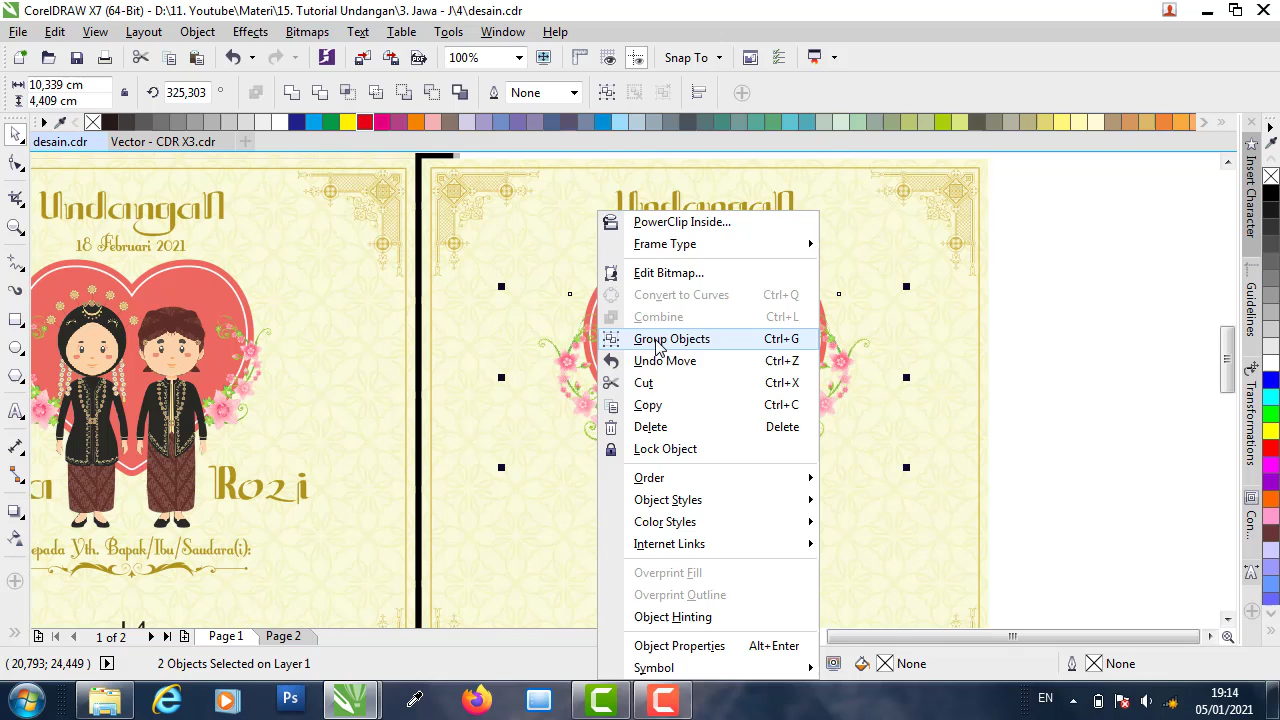 CorelDRAW X7 (64-Bit) - D:\11. Youtube\Materi\15. Tutorial Undangan\3. Jawa - J\4\desain.cdr
File Edit View Layout Object Effects Bitmaps Text Table Tools Window Help
100% Snap To
10,339 cm
4,409 cm
325,303 °
None
desain.cdr Vector - CDR X3.cdr
Undangan
18 Februari 2021
a Rozi
epada Yth. Bapak/Ibu/Saudara(i):
Undangan
PowerClip Inside...
Frame Type
Edit Bitmap...
Convert to Curves Ctrl+Q
Combine Ctrl+L
Group Objects Ctrl+G
Undo Move Ctrl+Z
Cut Ctrl+X
Copy Ctrl+C
Delete Delete
Lock Object
Order
Object Styles
Color Styles
Internet Links
Overprint Fill
Overprint Outline
Object Hinting
Object Properties Alt+Enter
Symbol
Insert Character
Guidelines
Transformations
Con...
1 of 2 Page 1 Page 2
( 20,793; 24,449 ) 2 Objects Selected on Layer 1 None None
Ps
EN
19:14
05/01/2021